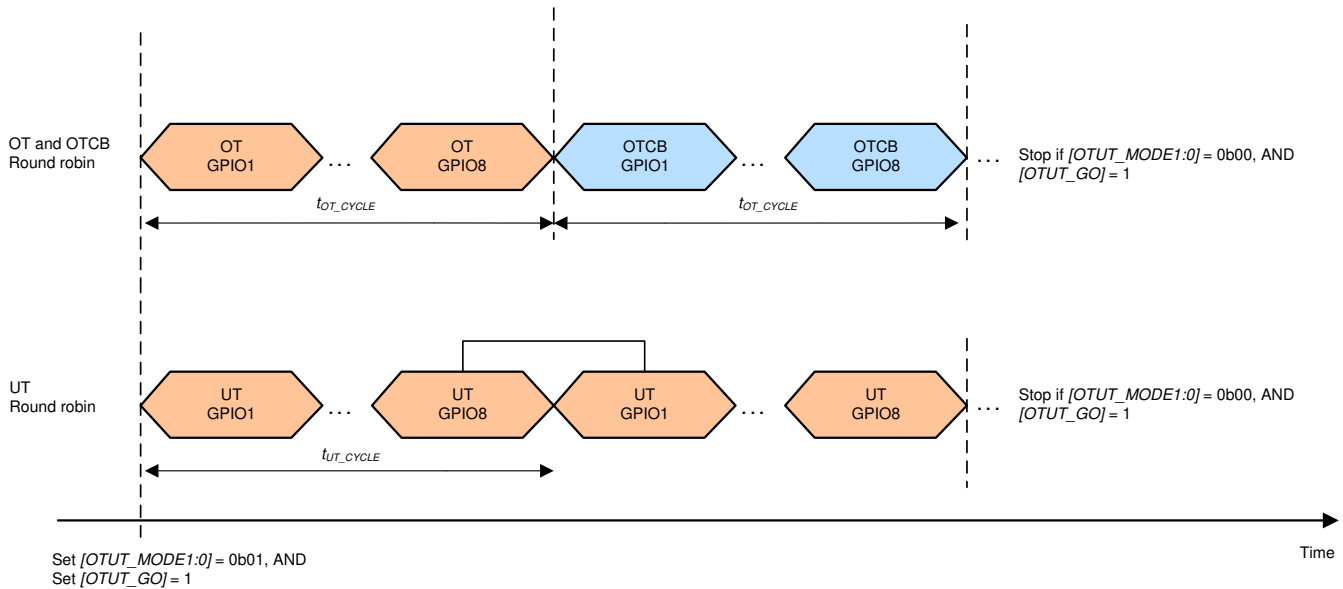 OT and OTCB
Round robin
OT
GPIO1
...
OT
GPIO8
OTCB
GPIO1
...
OTCB
GPIO8
...
Stop if [OTUT_MODE1:0] = 0b00, AND
[OTUT_GO] = 1
tOT_CYCLE
tOT_CYCLE
UT
Round robin
UT
GPIO1
...
UT
GPIO8
UT
GPIO1
...
UT
GPIO8
...
Stop if [OTUT_MODE1:0] = 0b00, AND
[OTUT_GO] = 1
tUT_CYCLE
Time
Set [OTUT_MODE1:0] = 0b01, AND
Set [OTUT_GO] = 1